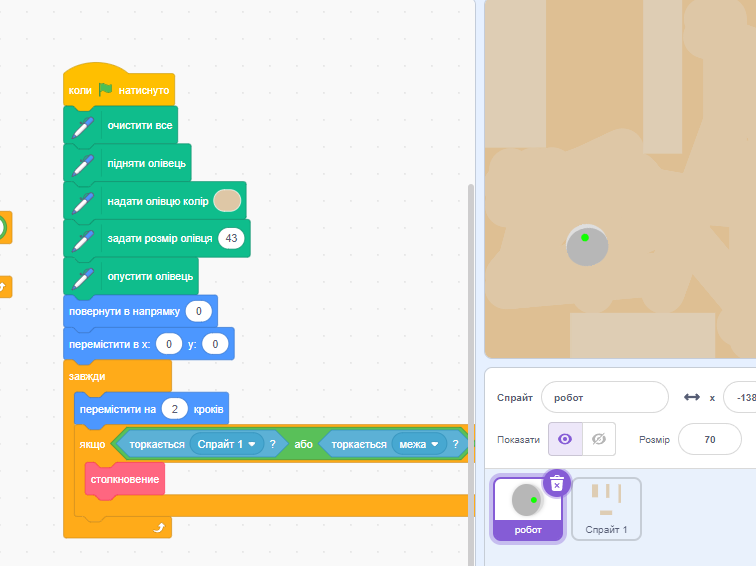 коли натиснуто
очистити все
підняти олівець
надати олівцю колір
задати розмір олівця 43
опустити олівець
повернути в напрямку 0
перемістити в x: 0 y: 0
завжди
перемістити на 2 кроків
якщо торкається Спрайт 1 ? або торкається межа ?
столкновение
Спрайт робот x -138
Показати Розмір 70
робот
Спрайт 1